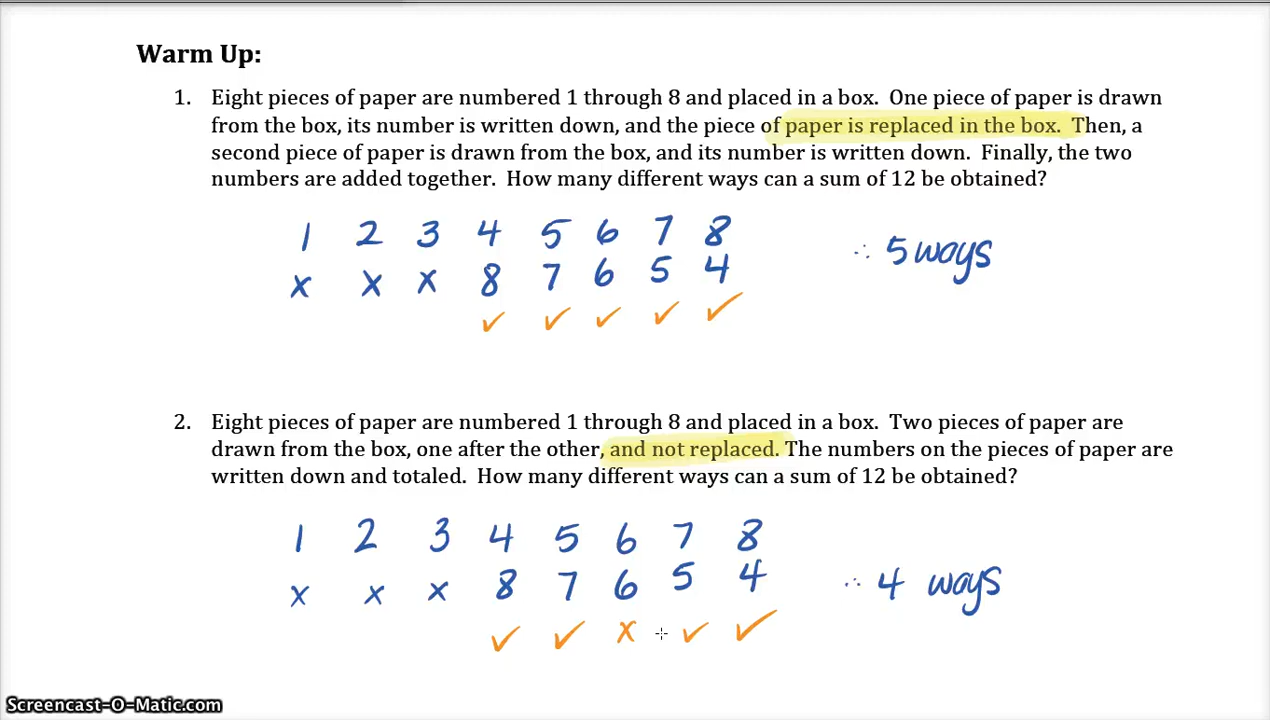 Warm Up:
1. Eight pieces of paper are numbered 1 through 8 and placed in a box. One piece of paper is drawn
from the box, its number is written down, and the piece of paper is replaced in the box. Then, a
second piece of paper is drawn from the box, and its number is written down. Finally, the two
numbers are added together. How many different ways can a sum of 12 be obtained?
1 2 3 4 5 6 7 8
x x x 8 7 6 5 4
∴ 5 ways
✓ ✓ ✓ ✓ ✓
2. Eight pieces of paper are numbered 1 through 8 and placed in a box. Two pieces of paper are
drawn from the box, one after the other, and not replaced. The numbers on the pieces of paper are
written down and totaled. How many different ways can a sum of 12 be obtained?
1 2 3 4 5 6 7 8
x x x 8 7 6 5 4
∴ 4 ways
✓ ✓ x ✓ ✓
Screencast-O-Matic.com